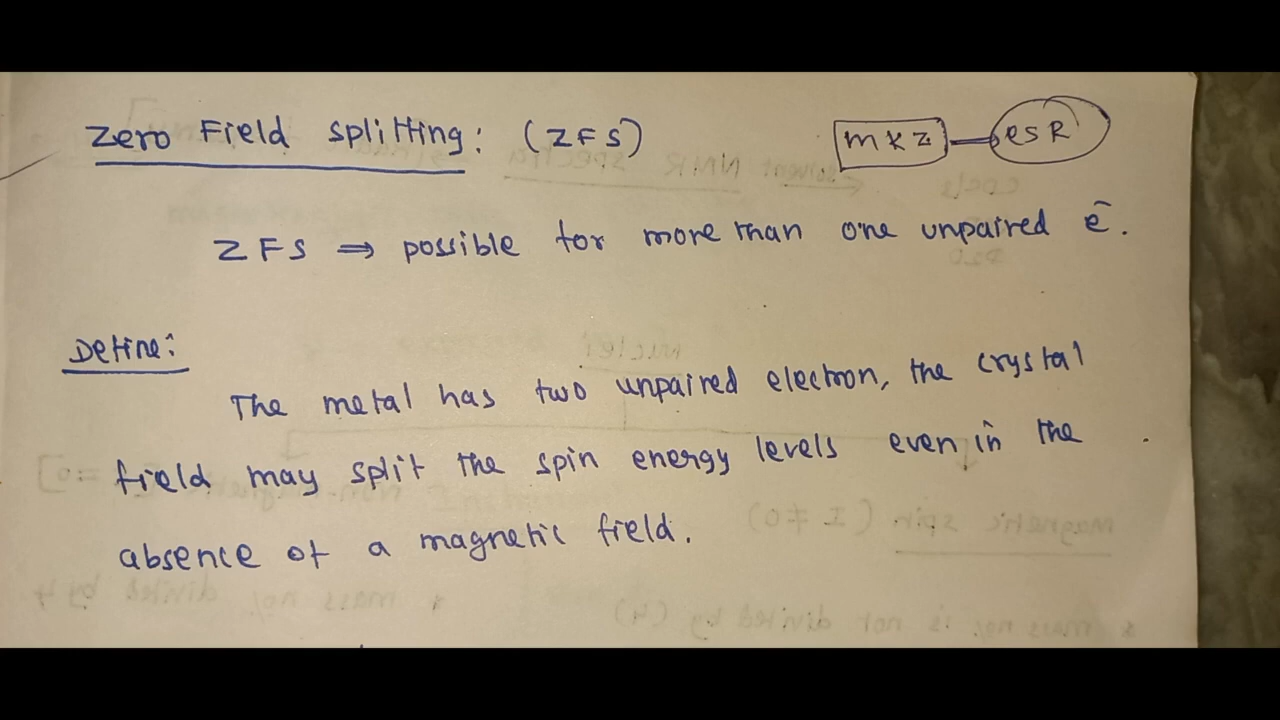 Zero Field Splitting: (ZFS)
mkz esR
ZFS ⇒ possible for more than one unpaired e⁻.
Define:
The metal has two unpaired electron, the crystal
field may split the spin energy levels even in the
absence of a magnetic field.